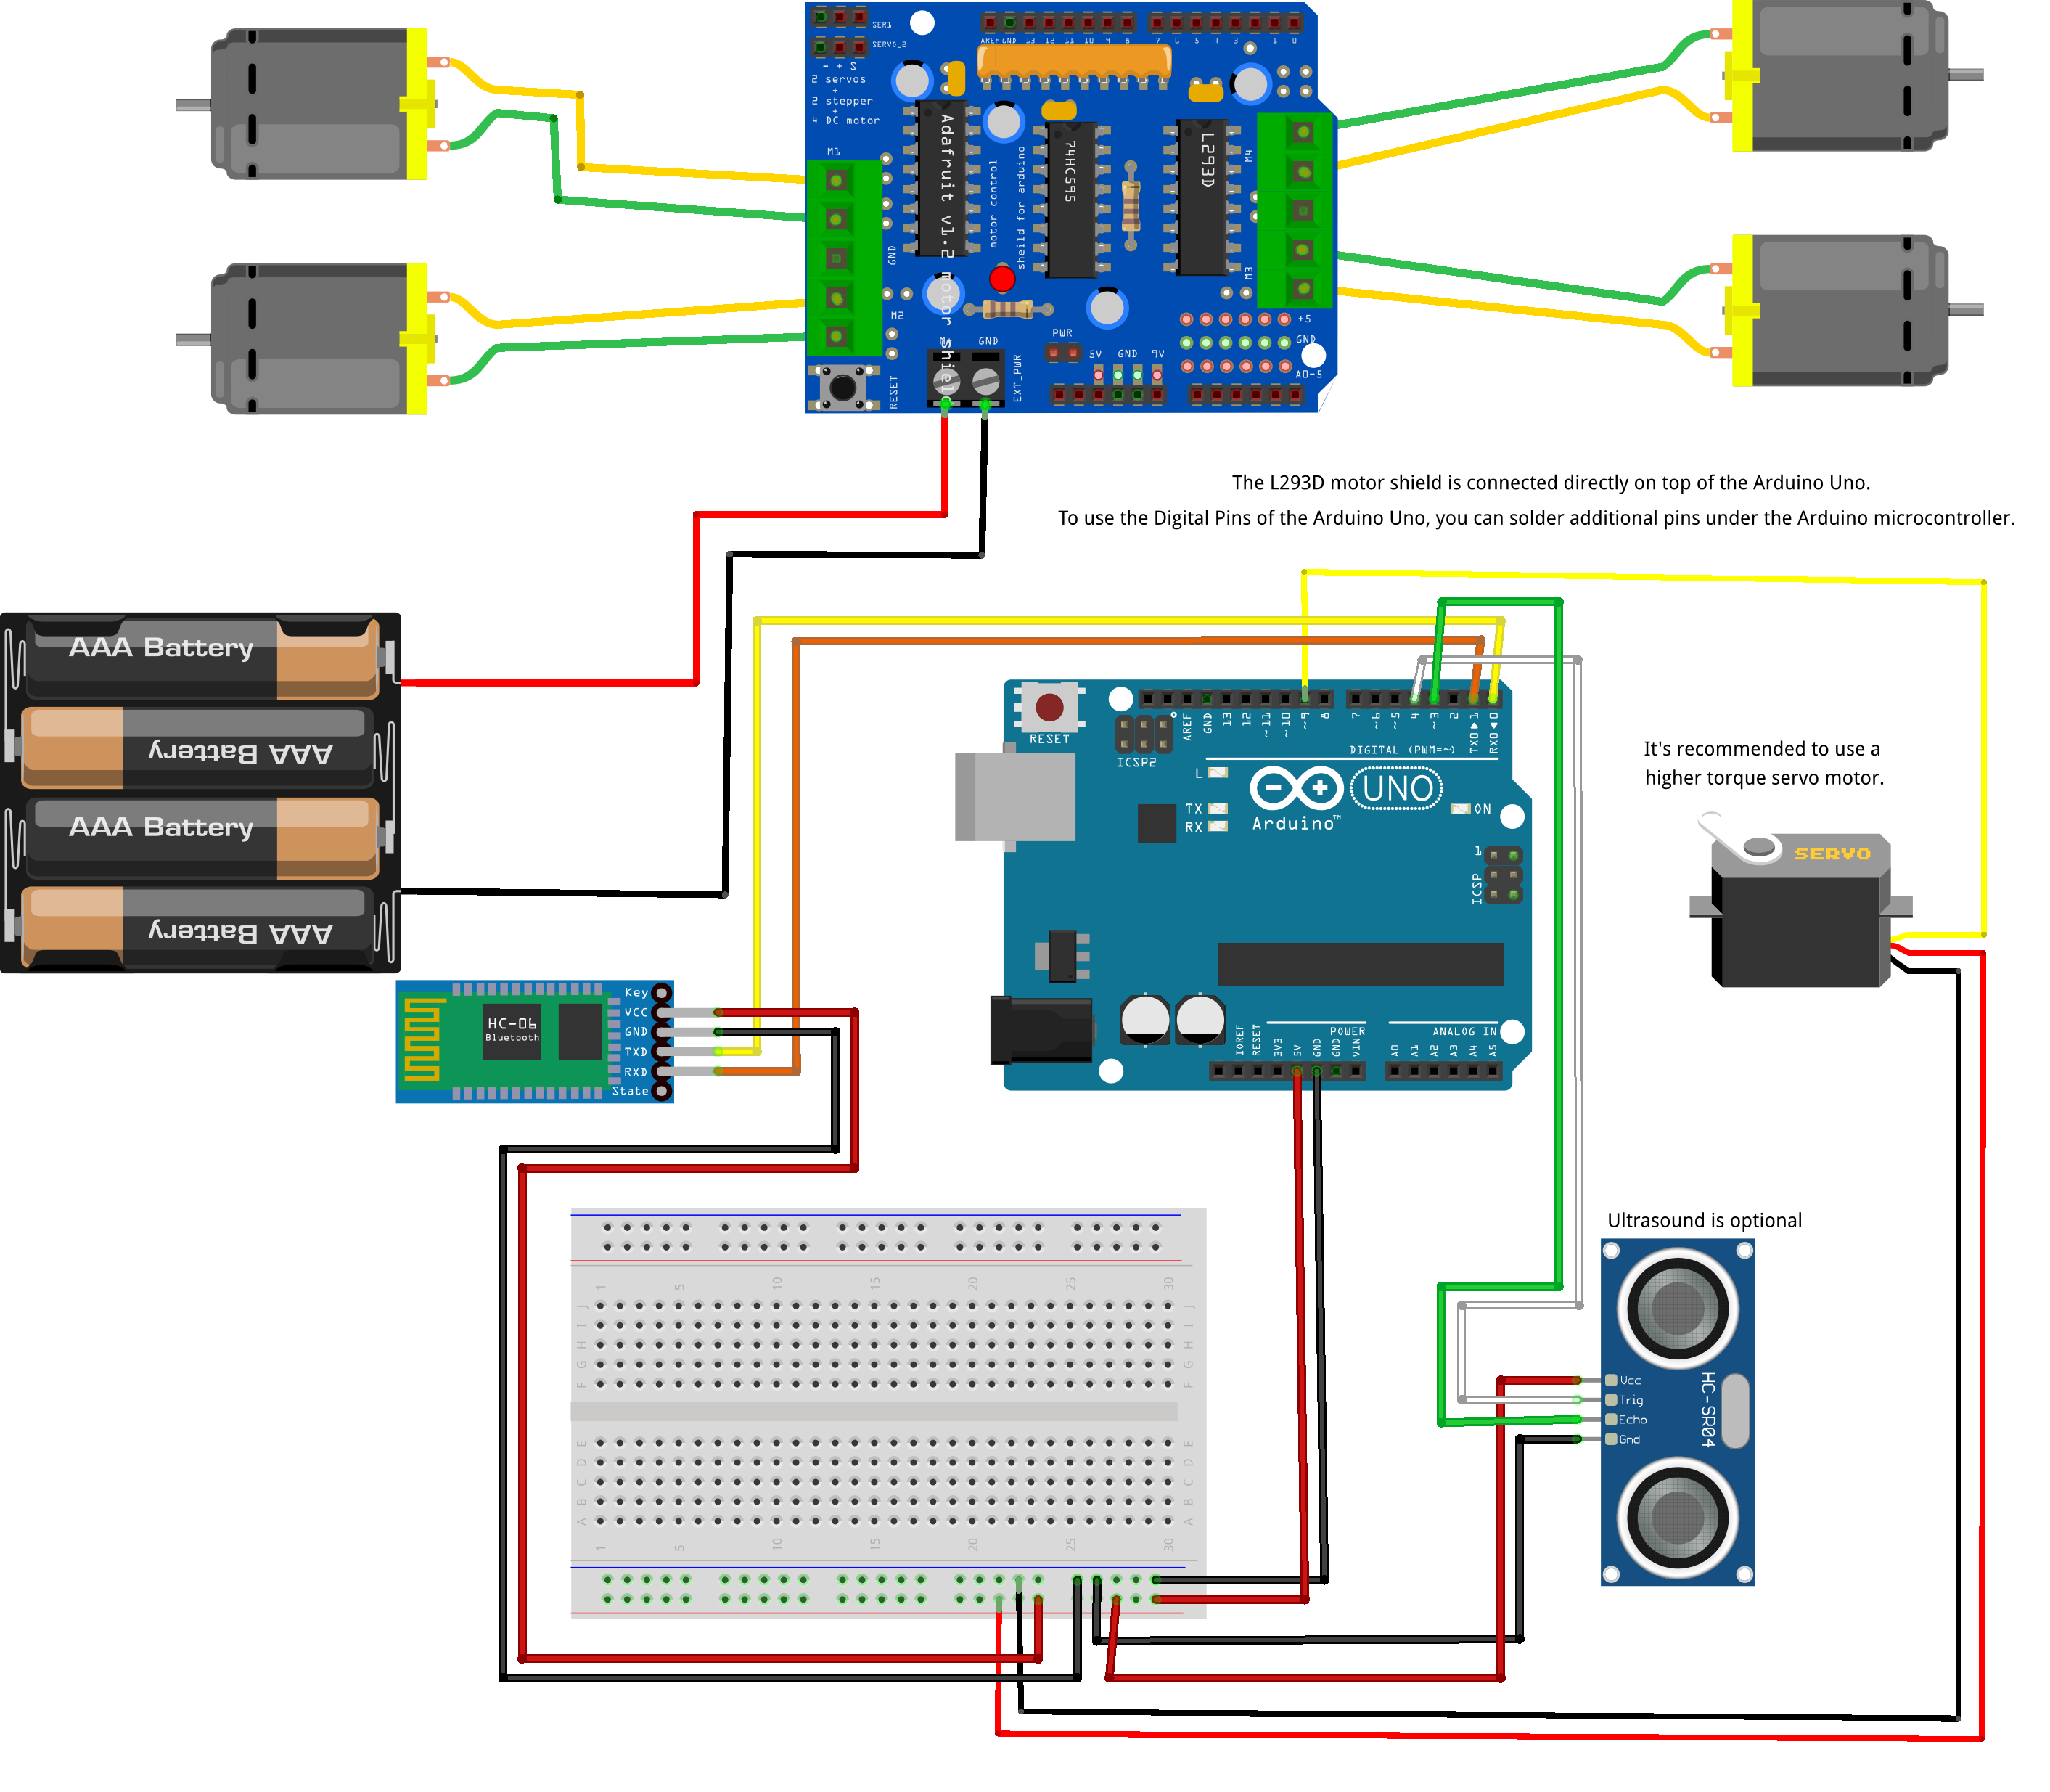 SER1
SERVO_2
- + S
2 servos
+
2 stepper
+
4 DC motor
AREF GND 13 12 11 10 9 8 7 6 5 4 3 1 0
M1
GND
M2
Adafruit v1.2 motor shield
motor control
sheild for arduino
74HC595
L293D
M4
M3
+5
GND
A0-5
PWR
5V GND 9V
M+ GND
EXT_PWR
RESET
The L293D motor shield is connected directly on top of the Arduino Uno.
To use the Digital Pins of the Arduino Uno, you can solder additional pins under the Arduino microcontroller.
AAA Battery
AAA Battery
AAA Battery
AAA Battery
RESET
ICSP2
AREF
GND
13
12
~11
~10
~9
8
7
~6
~5
4
~3
2
TX0▶1
RX0◀0
DIGITAL (PWM=~)
L
TX
RX
UNO
Arduino™
ON
1
ICSP
IOREF
RESET
3V3
5V
GND
GND
VIN
POWER
ANALOG IN
A0
A1
A2
A3
A4
A5
It's recommended to use a
higher torque servo motor.
SERVO
HC-06
Bluetooth
Key
VCC
GND
TXD
RXD
State
1 5 10 15 20 25 30
J J
I I
H H
G G
F F
E E
D D
C C
B B
A A
1 5 10 15 20 25 30
Ultrasound is optional
Vcc
Trig
Echo
Gnd
HC-SR04